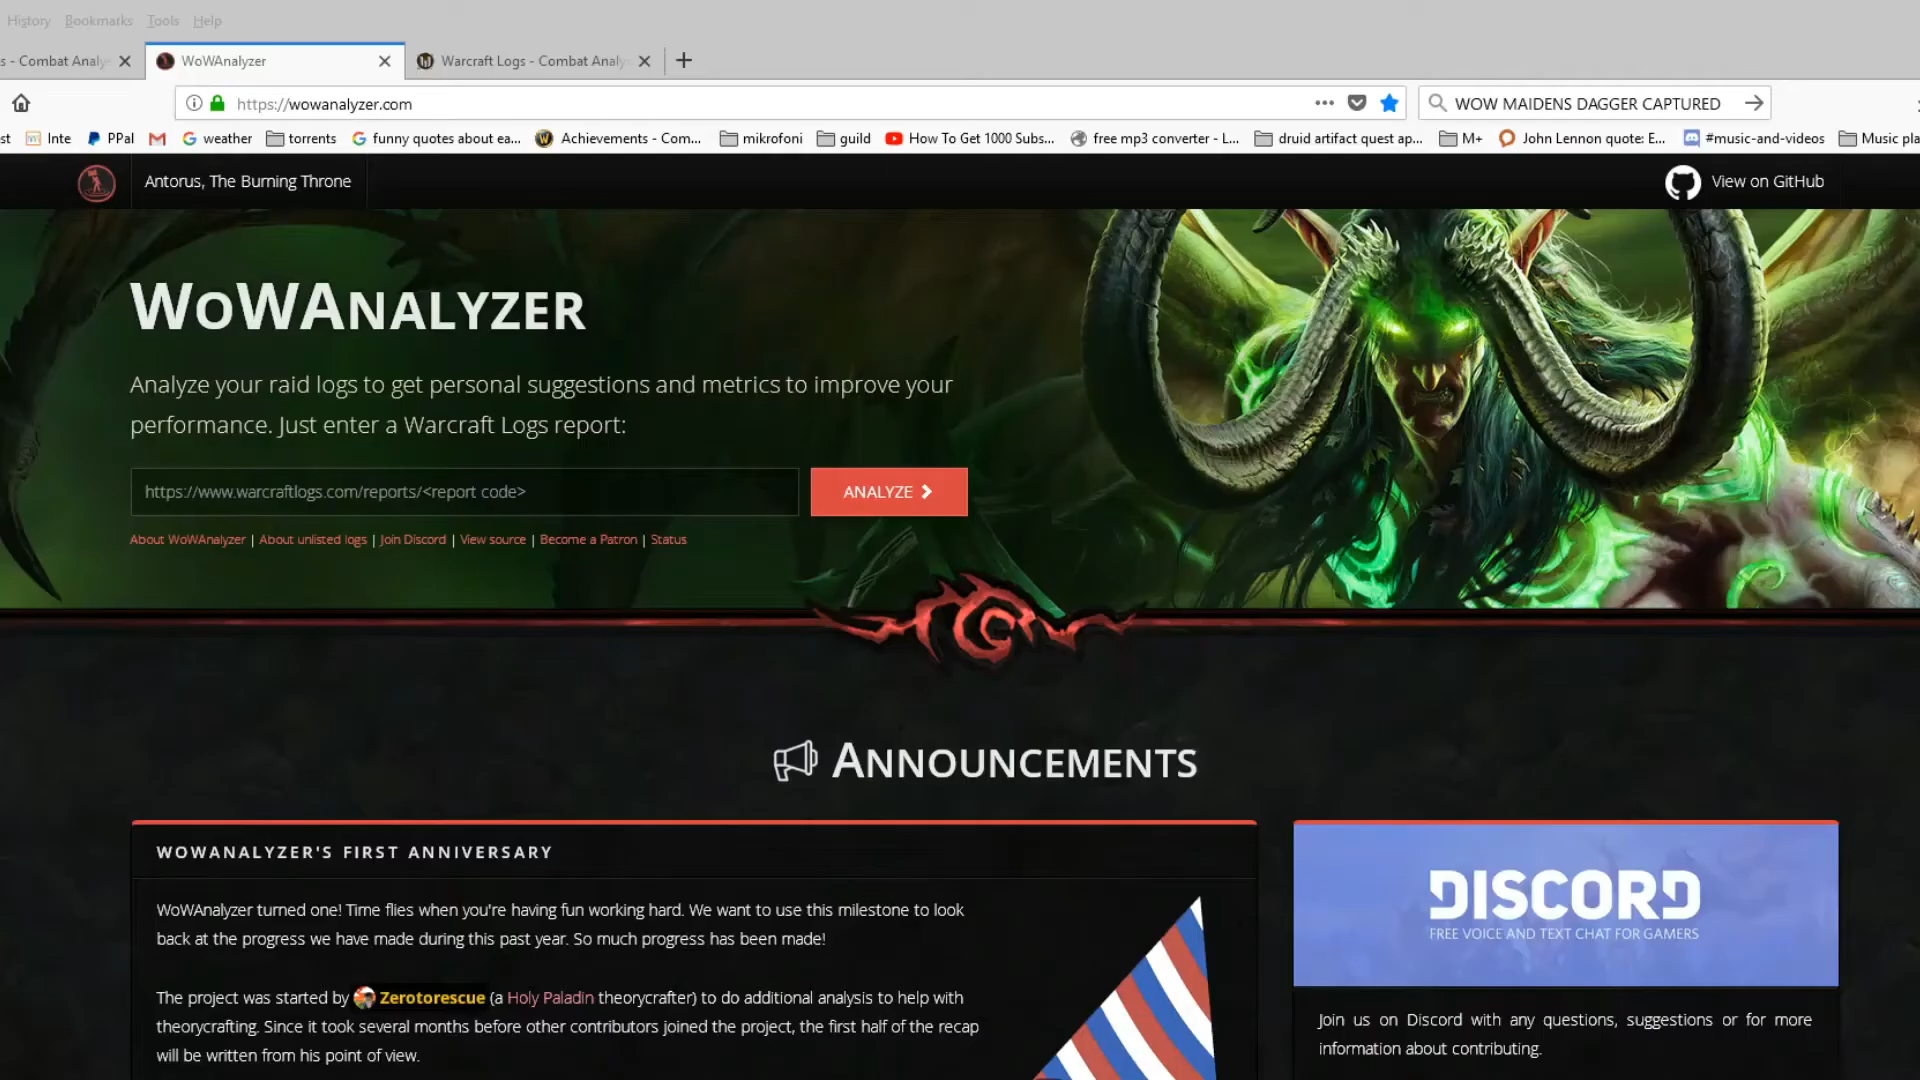 History Bookmarks Tools Help
s - Combat Analy
WoWAnalyzer
Warcraft Logs - Combat Analy
https://wowanalyzer.com
WOW MAIDENS DAGGER CAPTURED
st Inte PPal weather torrents funny quotes about ea... Achievements - Com... mikrofoni guild How To Get 1000 Subs... free mp3 converter - L... druid artifact quest ap... M+ John Lennon quote: E... #music-and-videos Music pla
Antorus, The Burning Throne
View on GitHub
WoWAnalyzer
Analyze your raid logs to get personal suggestions and metrics to improve your
performance. Just enter a Warcraft Logs report:
https://www.warcraftlogs.com/reports/<report code>
ANALYZE
About WoWAnalyzer | About unlisted logs | Join Discord | View source | Become a Patron | Status
Announcements
WOWANALYZER'S FIRST ANNIVERSARY
WoWAnalyzer turned one! Time flies when you're having fun working hard. We want to use this milestone to look
back at the progress we have made during this past year. So much progress has been made!
The project was started by Zerotorescue (a Holy Paladin theorycrafter) to do additional analysis to help with
theorycrafting. Since it took several months before other contributors joined the project, the first half of the recap
will be written from his point of view.
DISCORD
FREE VOICE AND TEXT CHAT FOR GAMERS
Join us on Discord with any questions, suggestions or for more
information about contributing.